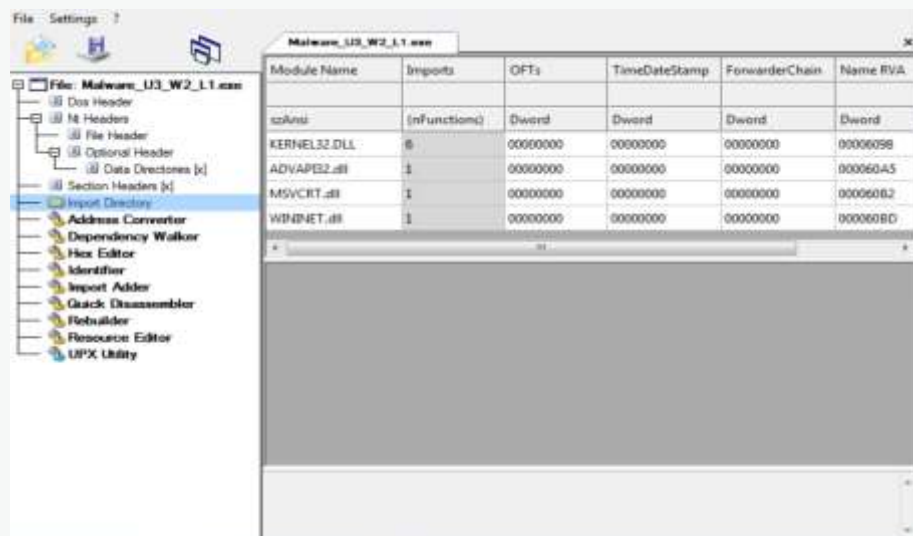 File Settings ?
Malware_U3_W2_L1.exe
File: Malware_U3_W2_L1.exe
Dos Header
Nt Headers
File Header
Optional Header
Data Directories [x]
Section Headers [x]
Import Directory
Address Converter
Dependency Walker
Hex Editor
Identifier
Import Adder
Quick Disassembler
Rebuilder
Resource Editor
UPX Utility
Module Name Imports OFTs TimeDateStamp ForwarderChain Name RVA
szAnsi (nFunctions) Dword Dword Dword Dword
KERNEL32.DLL 6 00000000 00000000 00000000 00006098
ADVAPI32.dll 1 00000000 00000000 00000000 000060A5
MSVCRT.dll 1 00000000 00000000 00000000 000060B2
WININET.dll 1 00000000 00000000 00000000 000060BD